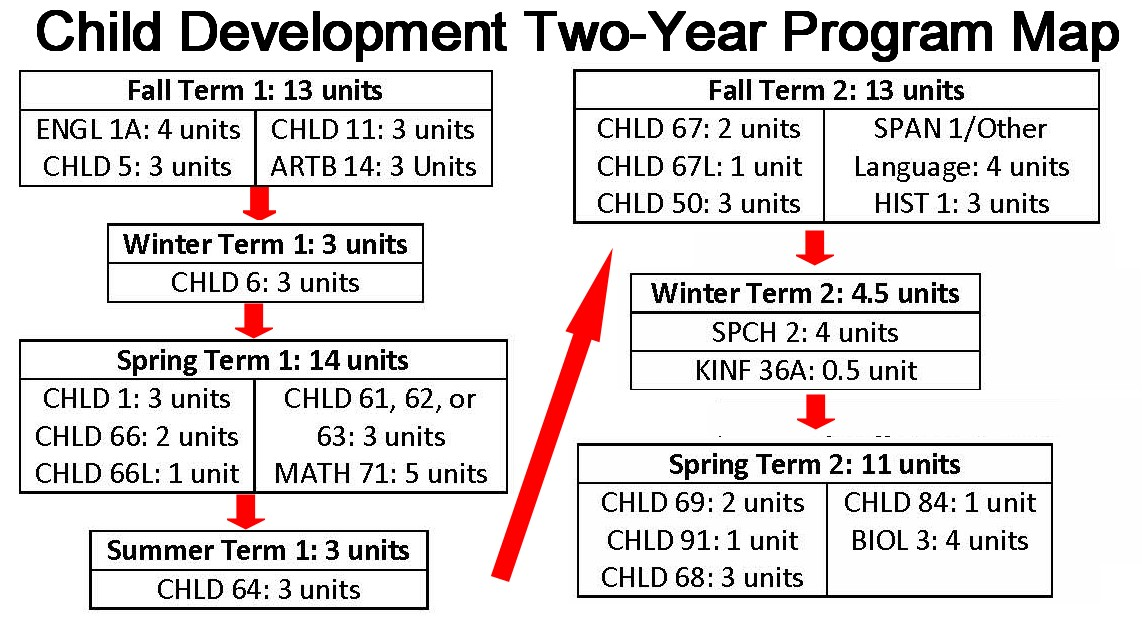 Child Development Two-Year Program Map
Fall Term 1: 13 units
ENGL 1A: 4 units
CHLD 5: 3 units
CHLD 11: 3 units
ARTB 14: 3 Units
Winter Term 1: 3 units
CHLD 6: 3 units
Spring Term 1: 14 units
CHLD 1: 3 units
CHLD 66: 2 units
CHLD 66L: 1 unit
CHLD 61, 62, or
63: 3 units
MATH 71: 5 units
Summer Term 1: 3 units
CHLD 64: 3 units
Fall Term 2: 13 units
CHLD 67: 2 units
CHLD 67L: 1 unit
CHLD 50: 3 units
SPAN 1/Other
Language: 4 units
HIST 1: 3 units
Winter Term 2: 4.5 units
SPCH 2: 4 units
KINF 36A: 0.5 unit
Spring Term 2: 11 units
CHLD 69: 2 units
CHLD 91: 1 unit
CHLD 68: 3 units
CHLD 84: 1 unit
BIOL 3: 4 units